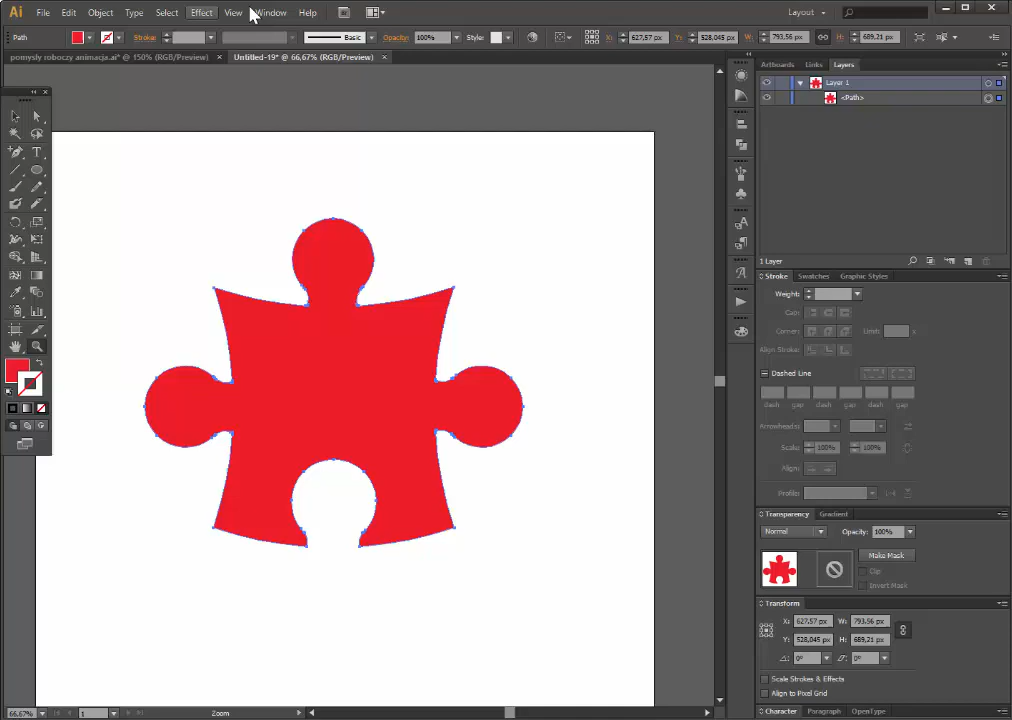 Ai File Edit Object Type Select Effect View Window Help Layout
Path Stroke: Basic Opacity: 100% Style: X: 627,57 px Y: 528,045 px W: 793,56 px H: 689,21 px
pomysły roboczy animacja.ai* @ 150% (RGB/Preview) × Untitled-19* @ 66,67% (RGB/Preview) ×
Artboards Links Layers
Layer 1
<Path>
1 Layer
Stroke Swatches Graphic Styles
Weight:
Cap:
Corner: Limit: x
Align Stroke:
Dashed Line
dash gap dash gap dash gap
Arrowheads:
Scale: 100% 100%
Align:
Profile:
Transparency Gradient
Normal Opacity: 100%
Make Mask
Clip
Invert Mask
Transform
X: 627,57 px W: 793,56 px
Y: 528,045 px H: 689,21 px
0° 0°
Scale Strokes & Effects
Align to Pixel Grid
Character Paragraph OpenType
66,67% 1 Zoom